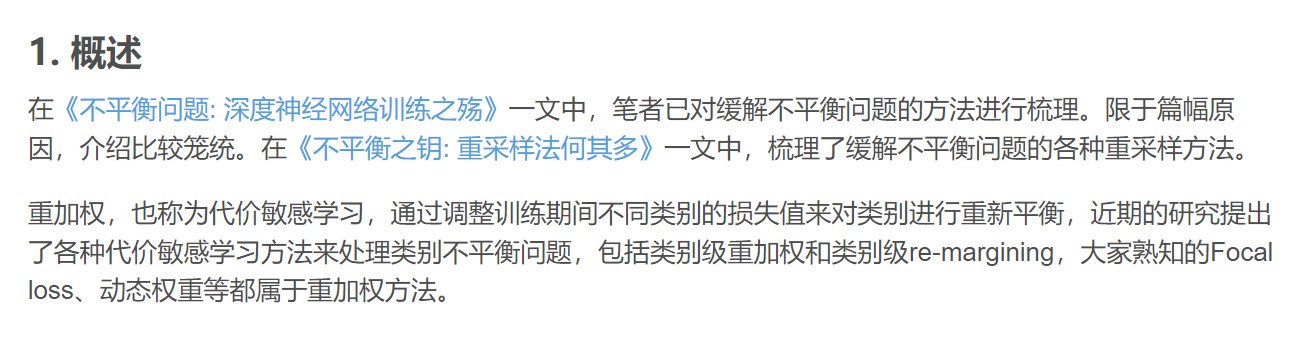 1. 概述
在《不平衡问题: 深度神经网络训练之殇》一文中，笔者已对缓解不平衡问题的方法进行梳理。限于篇幅原
因，介绍比较笼统。在《不平衡之钥: 重采样法何其多》一文中，梳理了缓解不平衡问题的各种重采样方法。
重加权，也称为代价敏感学习，通过调整训练期间不同类别的损失值来对类别进行重新平衡，近期的研究提出
了各种代价敏感学习方法来处理类别不平衡问题，包括类别级重加权和类别级re-margining，大家熟知的Focal
loss、动态权重等都属于重加权方法。